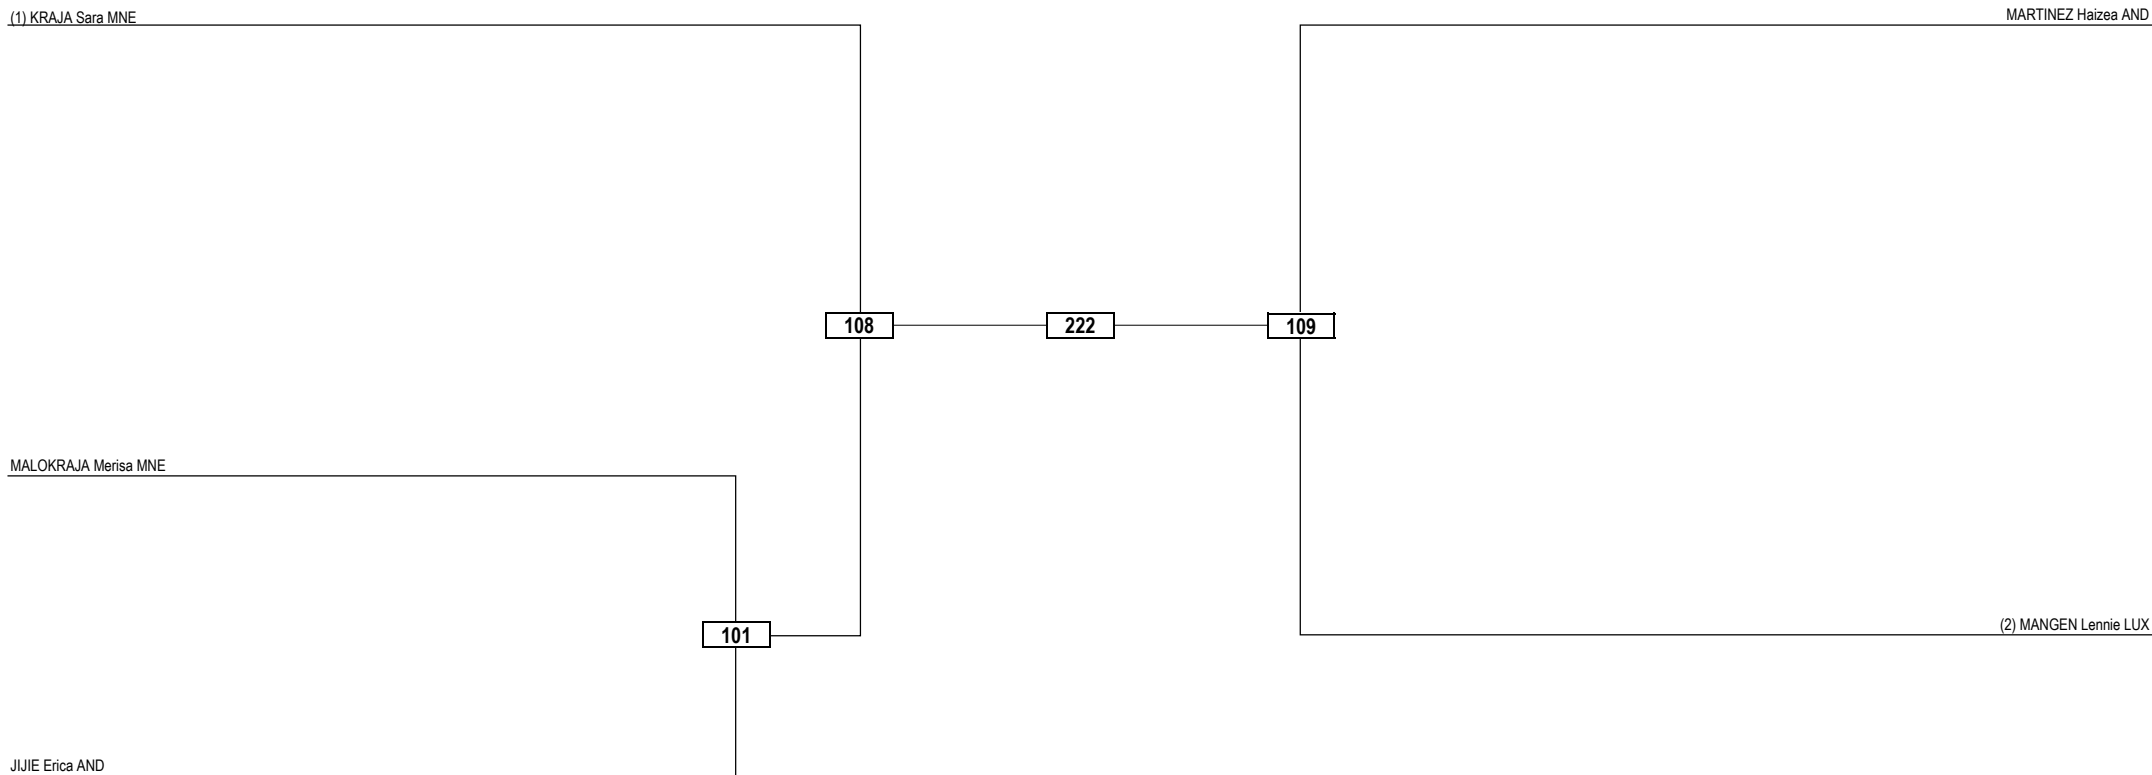 (1) KRAJA Sara MNE
MARTINEZ Haizea AND
108
222
109
MALOKRAJA Merisa MNE
(2) MANGEN Lennie LUX
101
JIJIE Erica AND